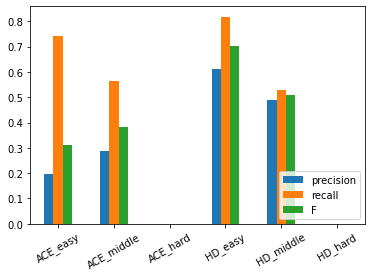 0.8
0.7
0.6
0.5
0.4
0.3
0.2
0.1
0.0
precision
recall
F
ACE_easy
ACE_middle
ACE_hard
HD_easy
HD_middle
HD_hard